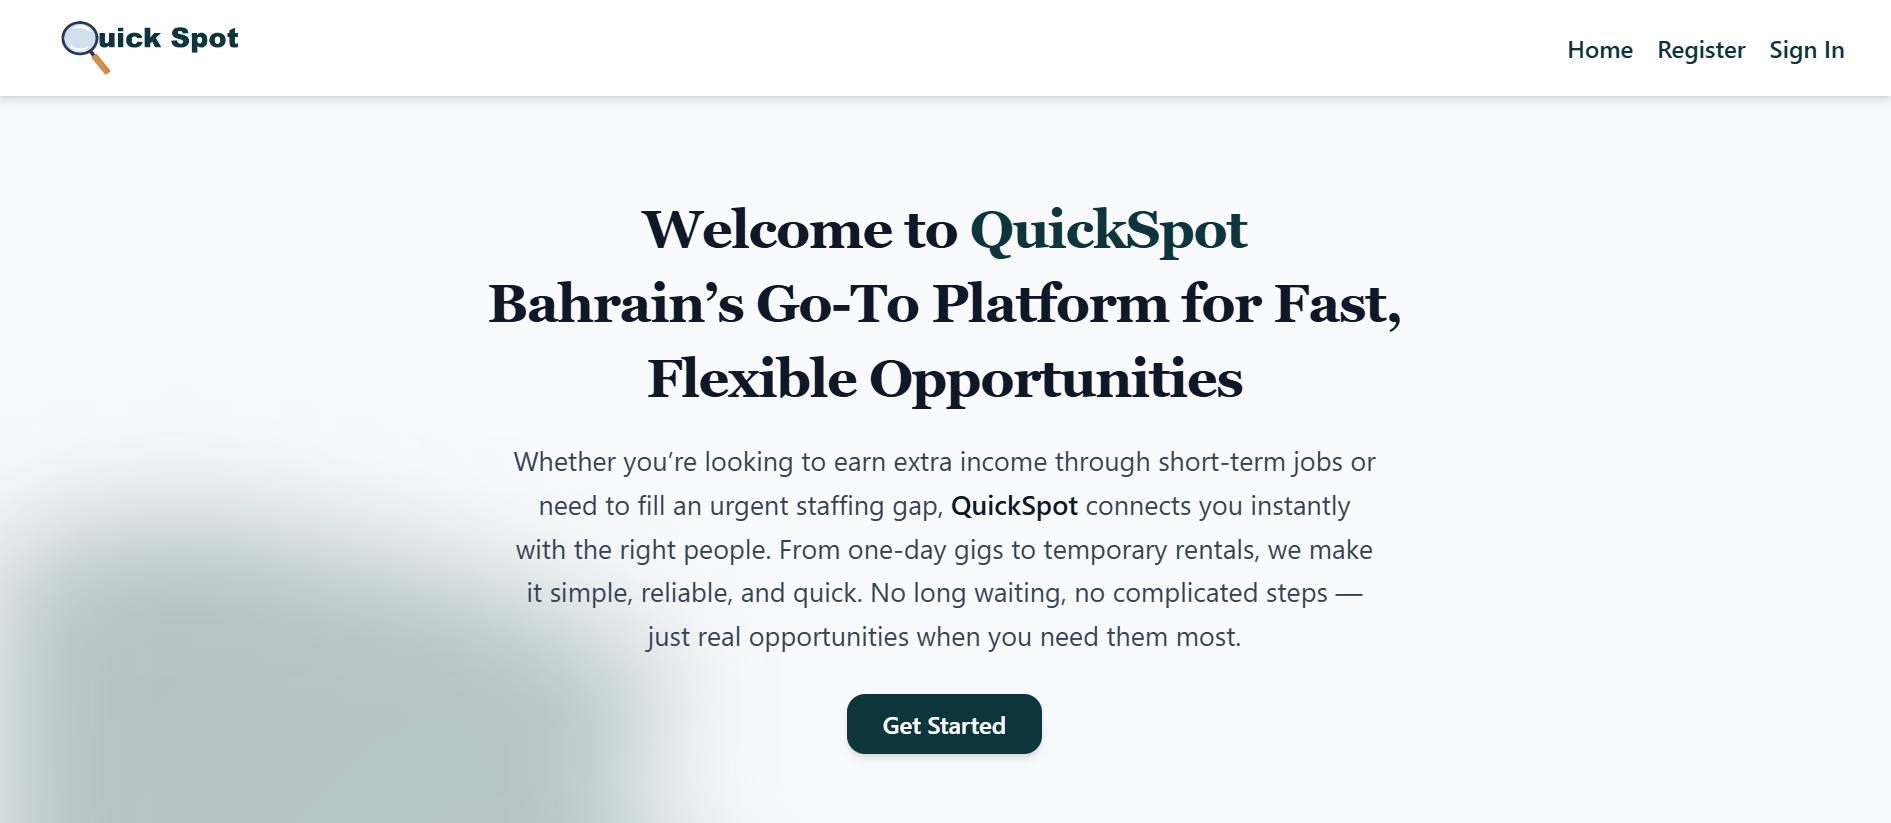 Quick Spot
Home Register Sign In
Welcome to QuickSpot
Bahrain’s Go-To Platform for Fast,
Flexible Opportunities
Whether you’re looking to earn extra income through short-term jobs or
need to fill an urgent staffing gap, QuickSpot connects you instantly
with the right people. From one-day gigs to temporary rentals, we make
it simple, reliable, and quick. No long waiting, no complicated steps —
just real opportunities when you need them most.
Get Started